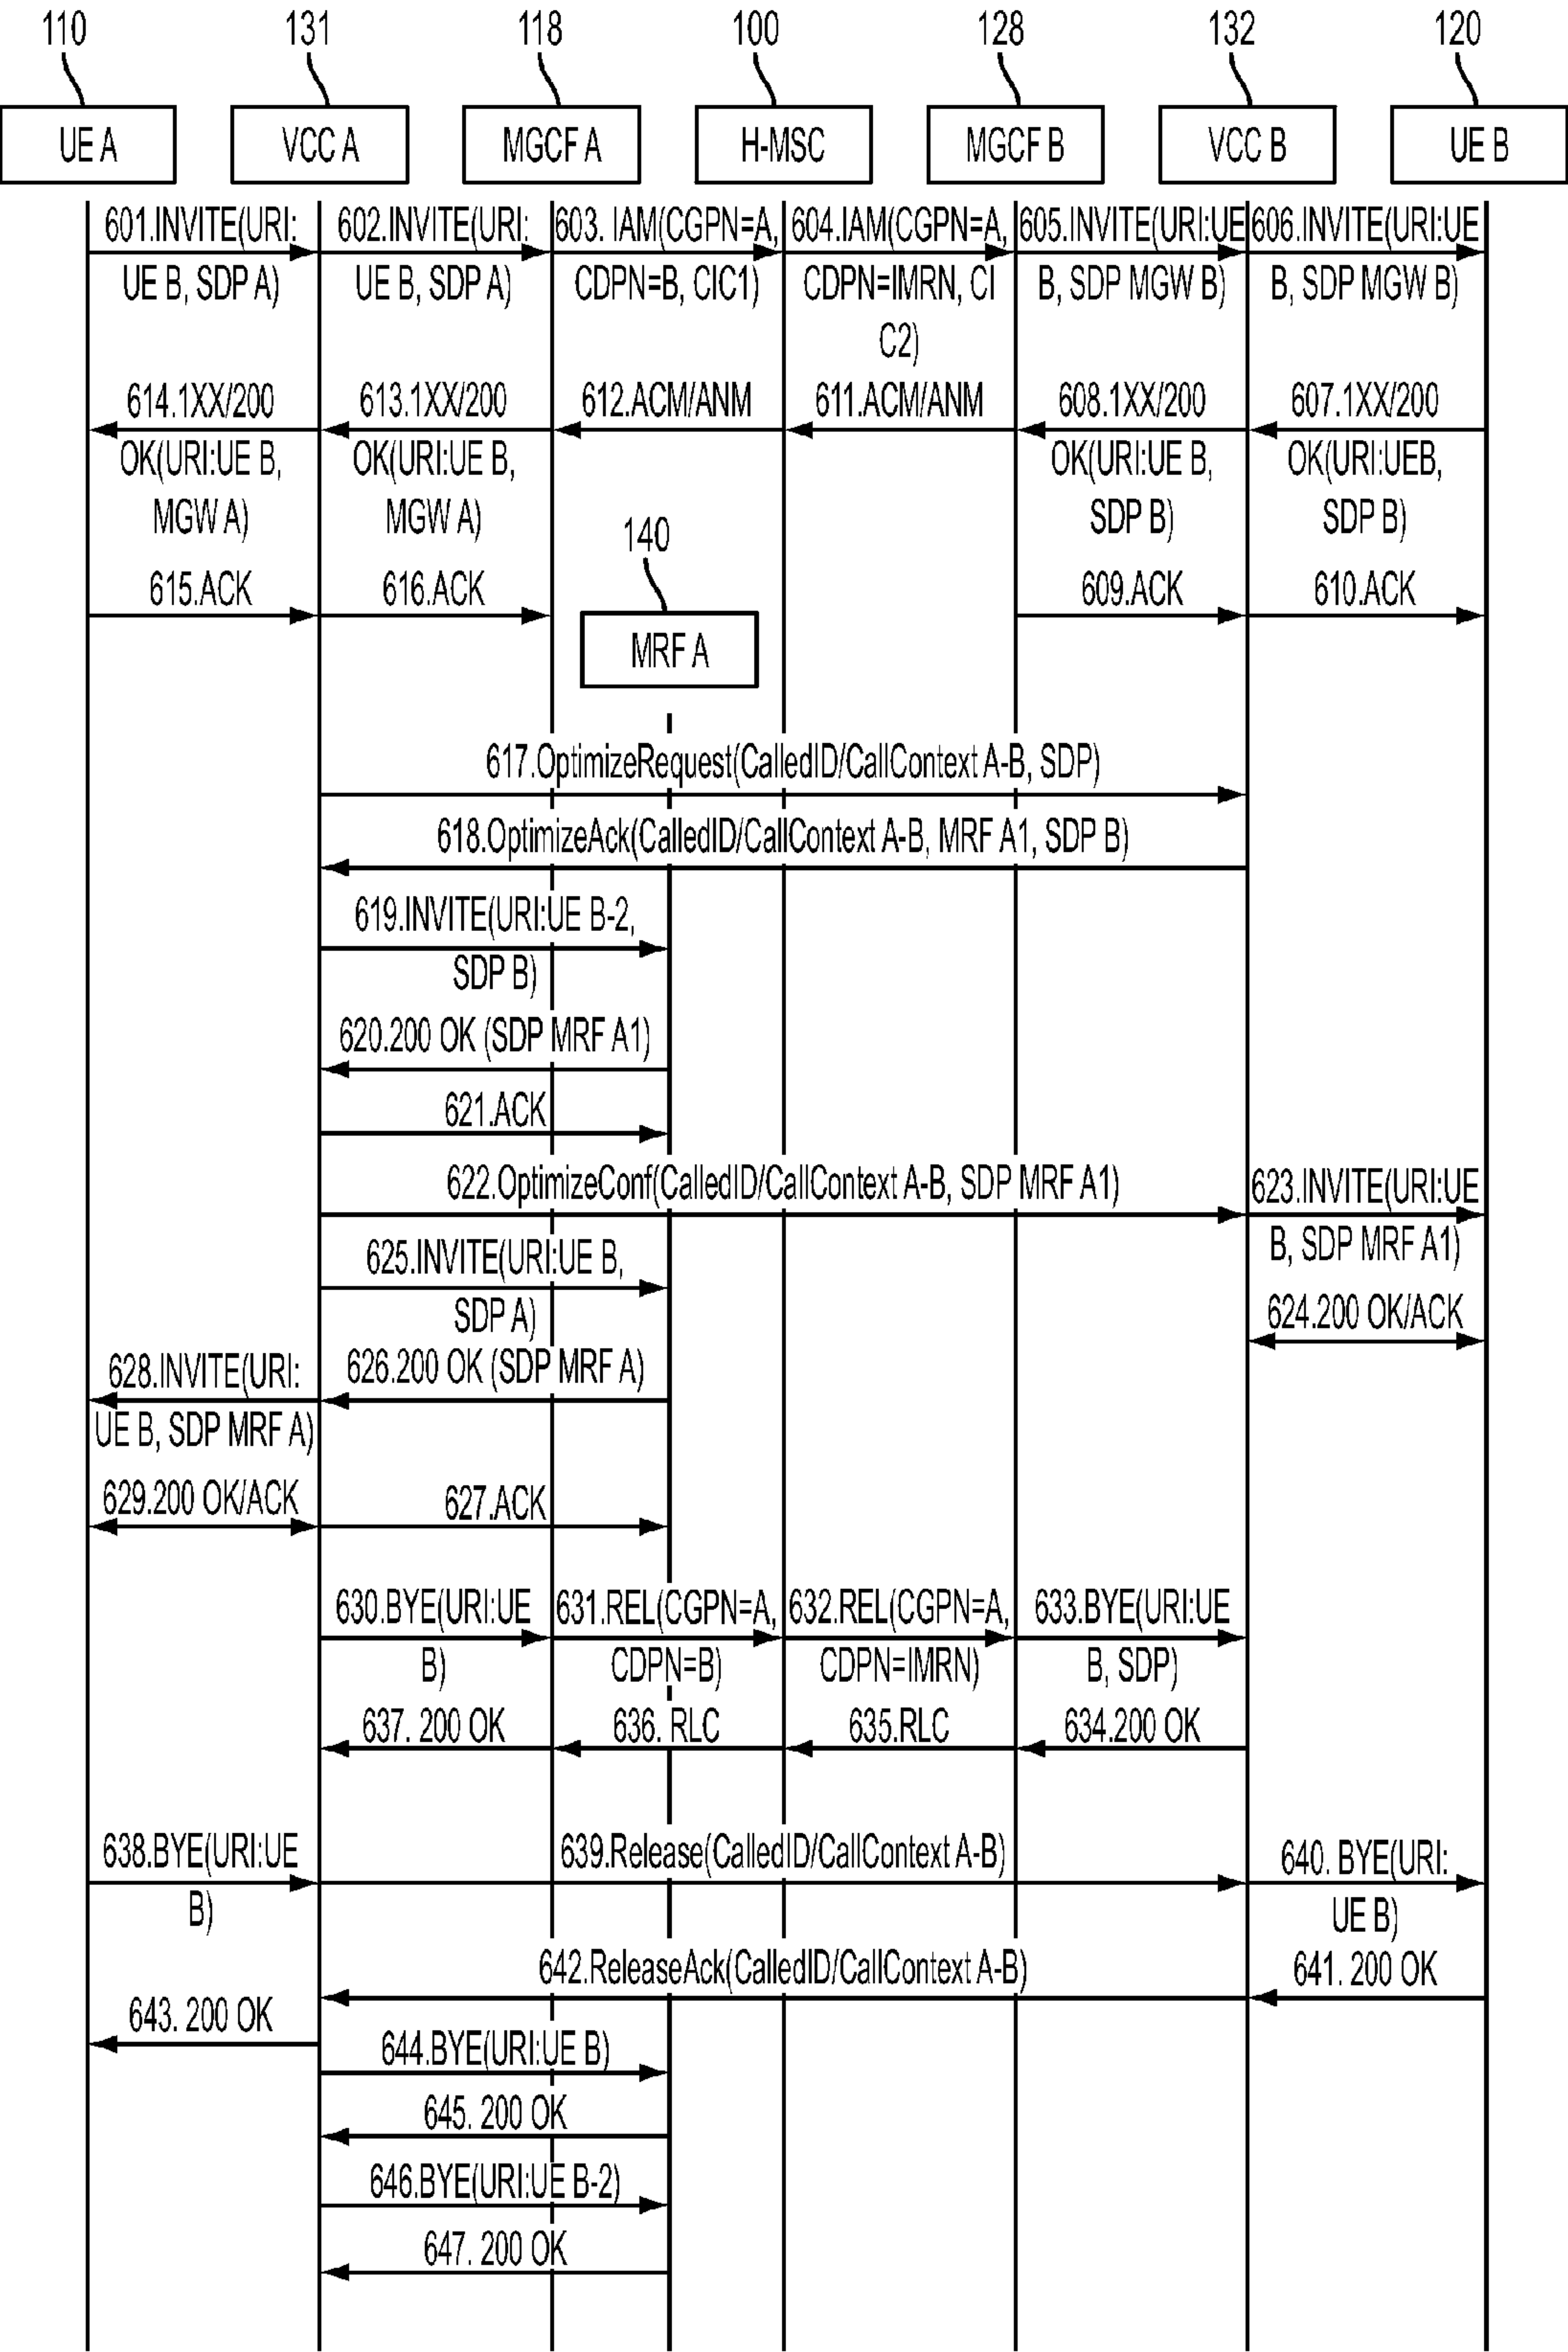 110 131 118 100 128 132 120
UE A VCC A MGCF A H-MSC MGCF B VCC B UE B
601.INVITE(URI: 602.INVITE(URI: 603. IAM(CGPN=A, 604.IAM(CGPN=A, 605.INVITE(URI:UE 606.INVITE(URI:UE
UE B, SDP A) UE B, SDP A) CDPN=B, CIC1) CDPN=IMRN, CI B, SDP MGW B) B, SDP MGW B)
C2)
614.1XX/200 613.1XX/200 612.ACM/ANM 611.ACM/ANM 608.1XX/200 607.1XX/200
OK(URI:UE B, OK(URI:UE B, OK(URI:UE B, OK(URI:UEB,
MGW A) MGW A) SDP B) SDP B)
140
615.ACK 616.ACK 609.ACK 610.ACK
MRF A
617.OptimizeRequest(CalledID/CallContext A-B, SDP)
618.OptimizeAck(CalledID/CallContext A-B, MRF A1, SDP B)
619.INVITE(URI:UE B-2,
SDP B)
620.200 OK (SDP MRF A1)
621.ACK
622.OptimizeConf(CalledID/CallContext A-B, SDP MRF A1) 623.INVITE(URI:UE
B, SDP MRF A1)
625.INVITE(URI:UE B,
SDP A) 624.200 OK/ACK
628.INVITE(URI: 626.200 OK (SDP MRF A)
UE B, SDP MRF A)
629.200 OK/ACK 627.ACK
630.BYE(URI:UE 631.REL(CGPN=A, 632.REL(CGPN=A, 633.BYE(URI:UE
B) CDPN=B) CDPN=IMRN) B, SDP)
637. 200 OK 636. RLC 635.RLC 634.200 OK
638.BYE(URI:UE 639.Release(CalledID/CallContext A-B) 640. BYE(URI:
B) UE B)
642.ReleaseAck(CalledID/CallContext A-B) 641. 200 OK
643. 200 OK
644.BYE(URI:UE B)
645. 200 OK
646.BYE(URI:UE B-2)
647. 200 OK